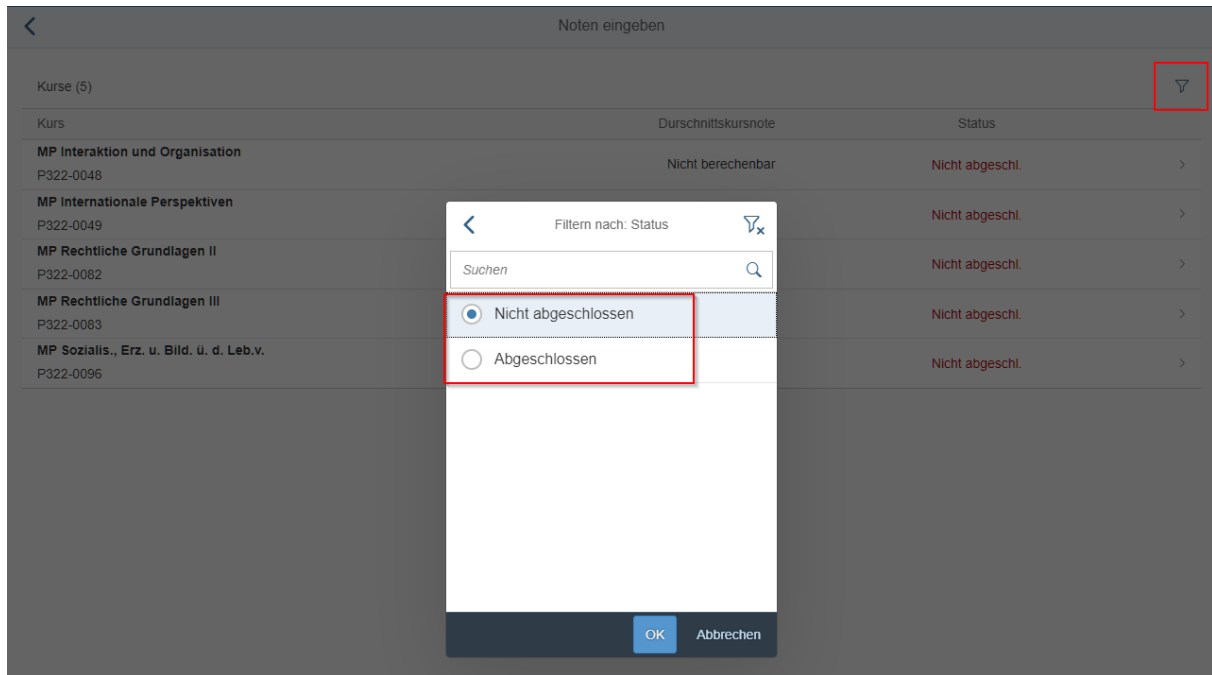 Noten eingeben
Kurse (5)
Kurs Durschnittskursnote Status
MP Interaktion und Organisation
P322-0048
Nicht berechenbar Nicht abgeschl.
MP Internationale Perspektiven
P322-0049
Nicht abgeschl.
MP Rechtliche Grundlagen II
P322-0082
Nicht abgeschl.
MP Rechtliche Grundlagen III
P322-0083
Nicht abgeschl.
MP Sozialis., Erz. u. Bild. ü. d. Leb.v.
P322-0096
Nicht abgeschl.
Filtern nach: Status
Suchen
Nicht abgeschlossen
Abgeschlossen
OK Abbrechen